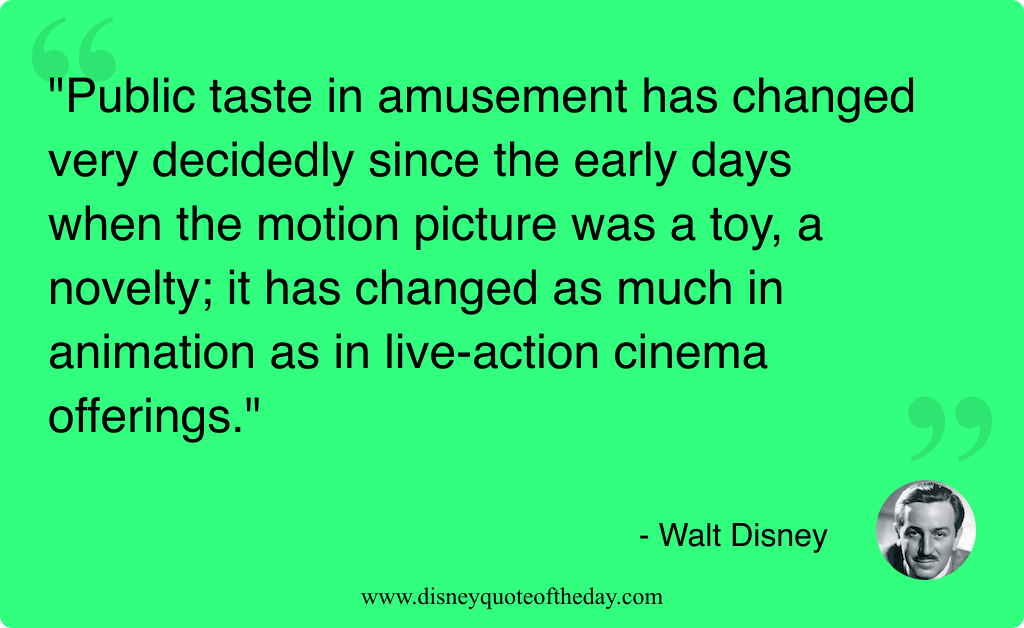 "Public taste in amusement has changed
very decidedly since the early days
when the motion picture was a toy, a
novelty; it has changed as much in
animation as in live-action cinema
offerings."
- Walt Disney
www.disneyquoteoftheday.com